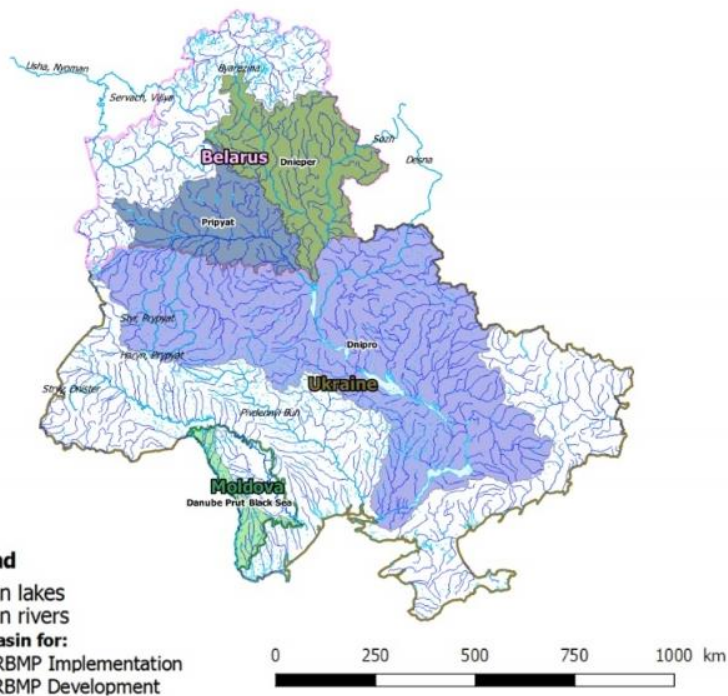 Usha, Nyoman
Byarezina
Servach, Viliya
Sozh
Belarus
Dnieper
Desna
Pripyat
Styr, Prypyat
Dnipro
Horyn, Prypyat
Ukraine
Stryi, Dnister
Pivdennyi Buh
Moldova
Danube Prut Black Sea
nd
n lakes
n rivers
asin for:
RBMP Implementation
RBMP Development
0 250 500 750 1000 km